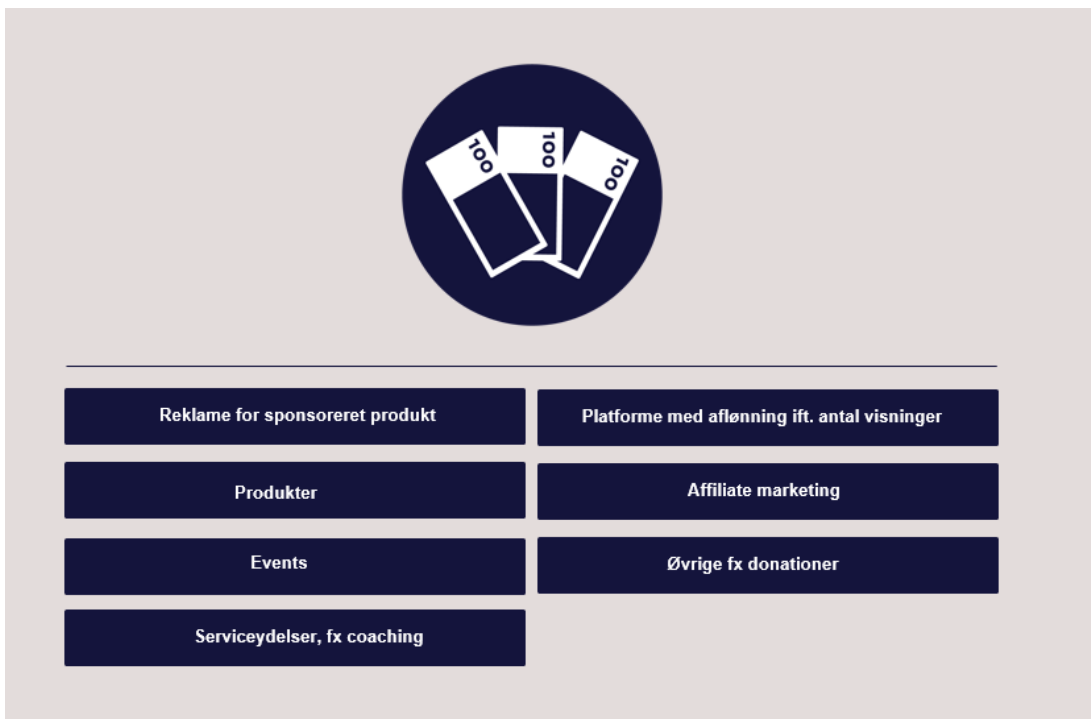 100
100
100
Reklame for sponsoreret produkt
Platforme med aflønning ift. antal visninger
Produkter
Affiliate marketing
Events
Øvrige fx donationer
Serviceydelser, fx coaching